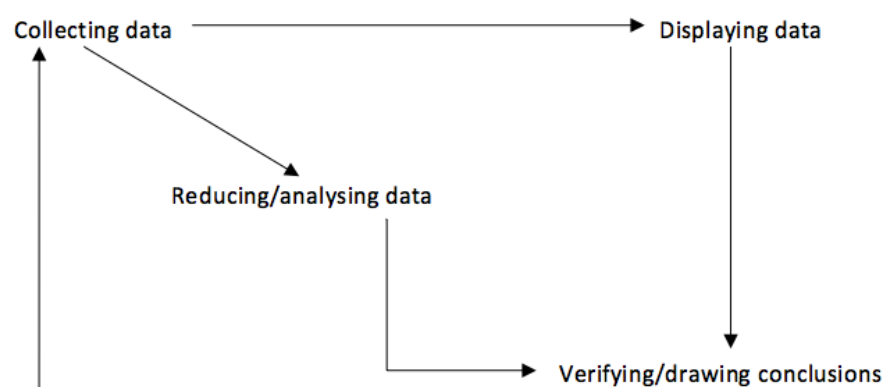 Collecting data
Displaying data
Reducing/analysing data
Verifying/drawing conclusions